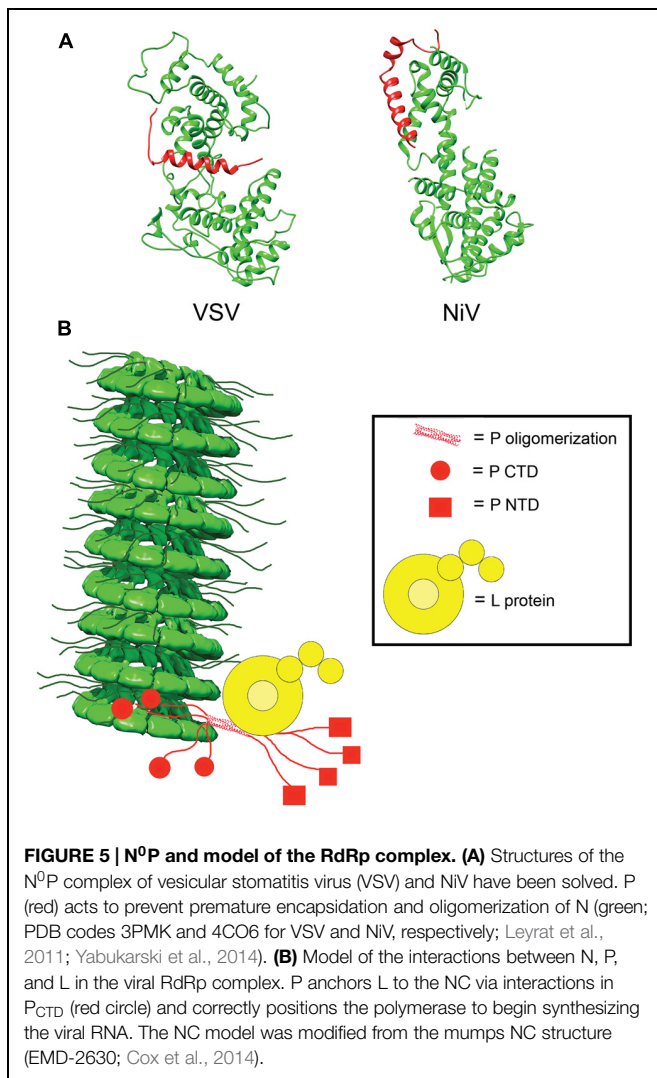 A
VSV
NiV
B
= P oligomerization
= P CTD
= P NTD
= L protein
FIGURE 5 | N⁰P and model of the RdRp complex. (A) Structures of the
N⁰P complex of vesicular stomatitis virus (VSV) and NiV have been solved. P
(red) acts to prevent premature encapsidation and oligomerization of N (green;
PDB codes 3PMK and 4CO6 for VSV and NiV, respectively; Leyrat et al.,
2011; Yabukarski et al., 2014). (B) Model of the interactions between N, P,
and L in the viral RdRp complex. P anchors L to the NC via interactions in
P_CTD (red circle) and correctly positions the polymerase to begin synthesizing
the viral RNA. The NC model was modified from the mumps NC structure
(EMD-2630; Cox et al., 2014).